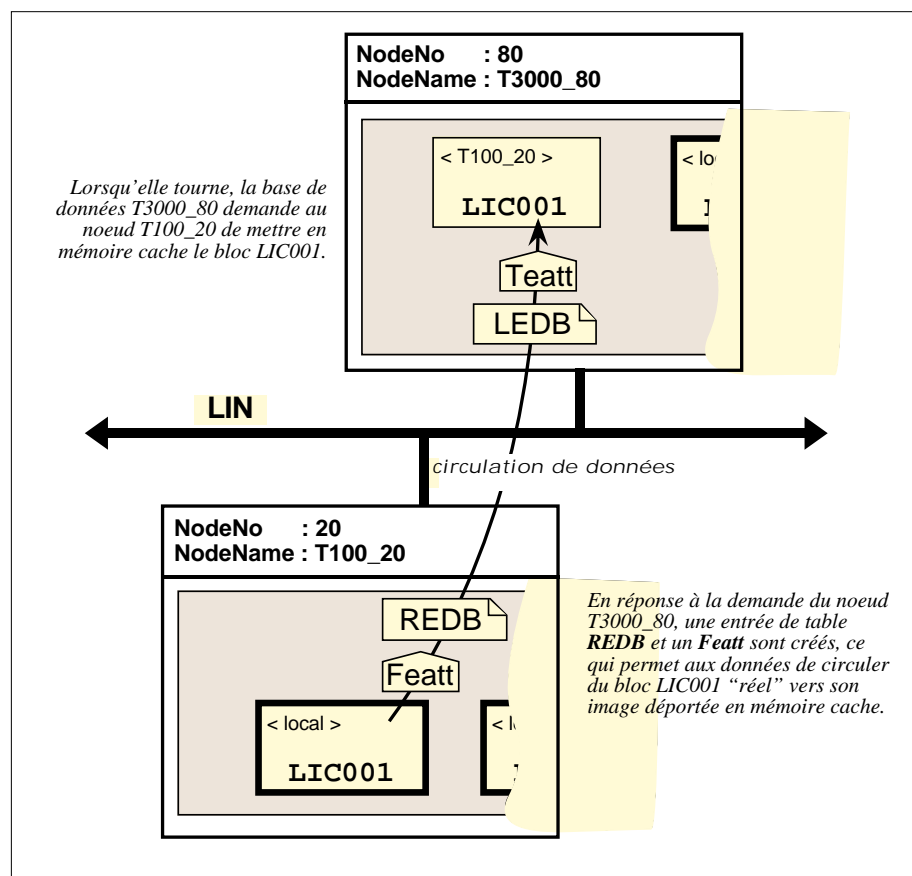 NodeNo : 80
NodeName : T3000_80
< T100_20 >
LIC001
< lo
Lorsqu'elle tourne, la base de
données T3000_80 demande au
noeud T100_20 de mettre en
mémoire cache le bloc LIC001.
Teatt
LEDB
LIN
circulation de données
NodeNo : 20
NodeName : T100_20
REDB
Featt
< local >
LIC001
< l
En réponse à la demande du noeud
T3000_80, une entrée de table
REDB et un Featt sont créés, ce
qui permet aux données de circuler
du bloc LIC001 “réel” vers son
image déportée en mémoire cache.